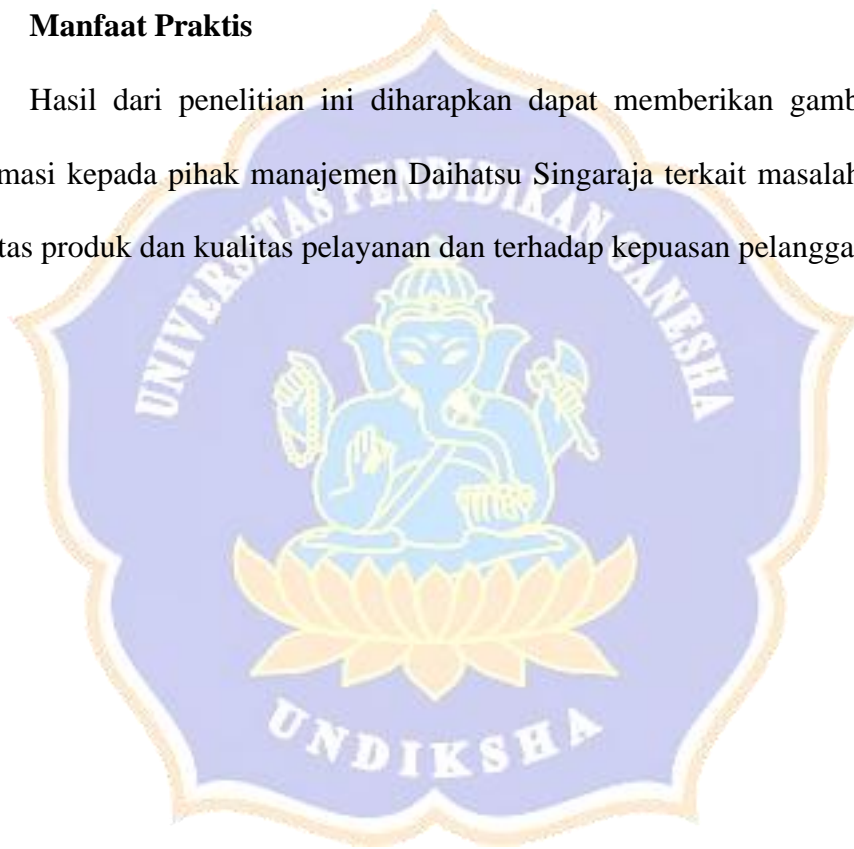 Manfaat Praktis
Hasil dari penelitian ini diharapkan dapat memberikan gamb
masi kepada pihak manajemen Daihatsu Singaraja terkait masalah
tas produk dan kualitas pelayanan dan terhadap kepuasan pelangga
UNIVERSITAS PENDIDIKAN GANESHA
UNDIKSHA